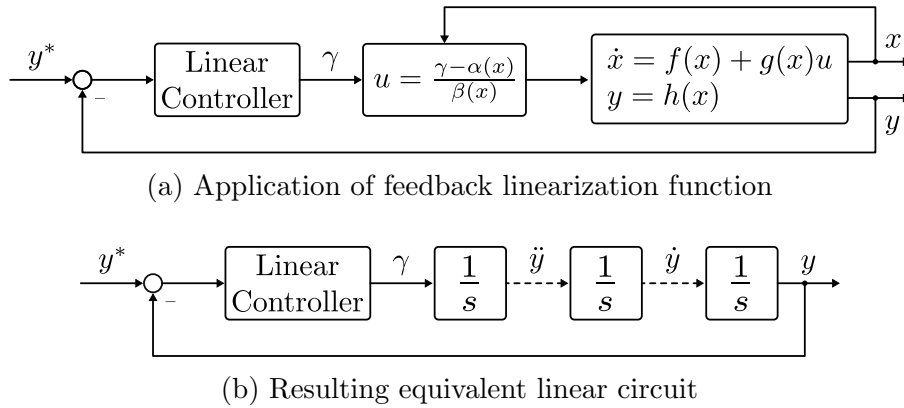 y*
–
Linear
Controller
γ
u = (γ−α(x))/β(x)
ẋ = f(x) + g(x)u
y = h(x)
x
y
(a) Application of feedback linearization function
y*
–
Linear
Controller
γ
1/s
ÿ
1/s
ẏ
1/s
y
(b) Resulting equivalent linear circuit